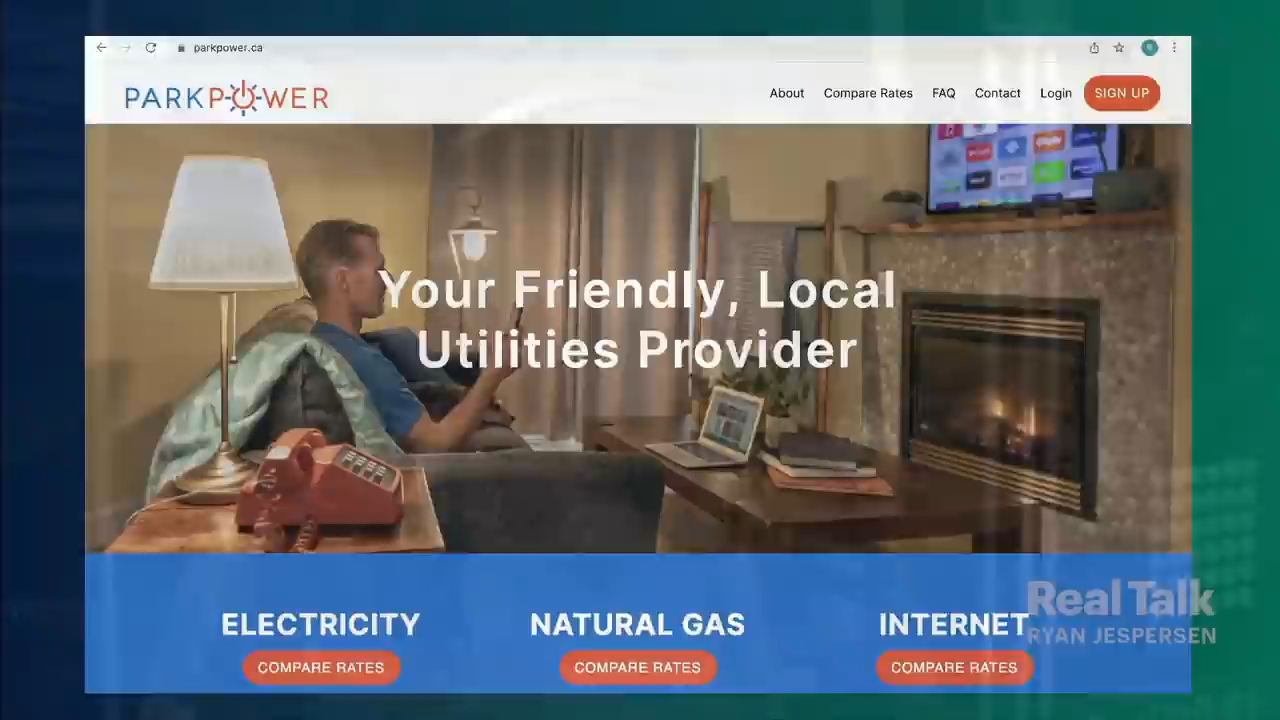 parkpower.ca
PARKPOWER
About Compare Rates FAQ Contact Login SIGN UP
Your Friendly, Local
Utilities Provider
ELECTRICITY NATURAL GAS INTERNET
COMPARE RATES COMPARE RATES COMPARE RATES
Real Talk
RYAN JESPERSEN